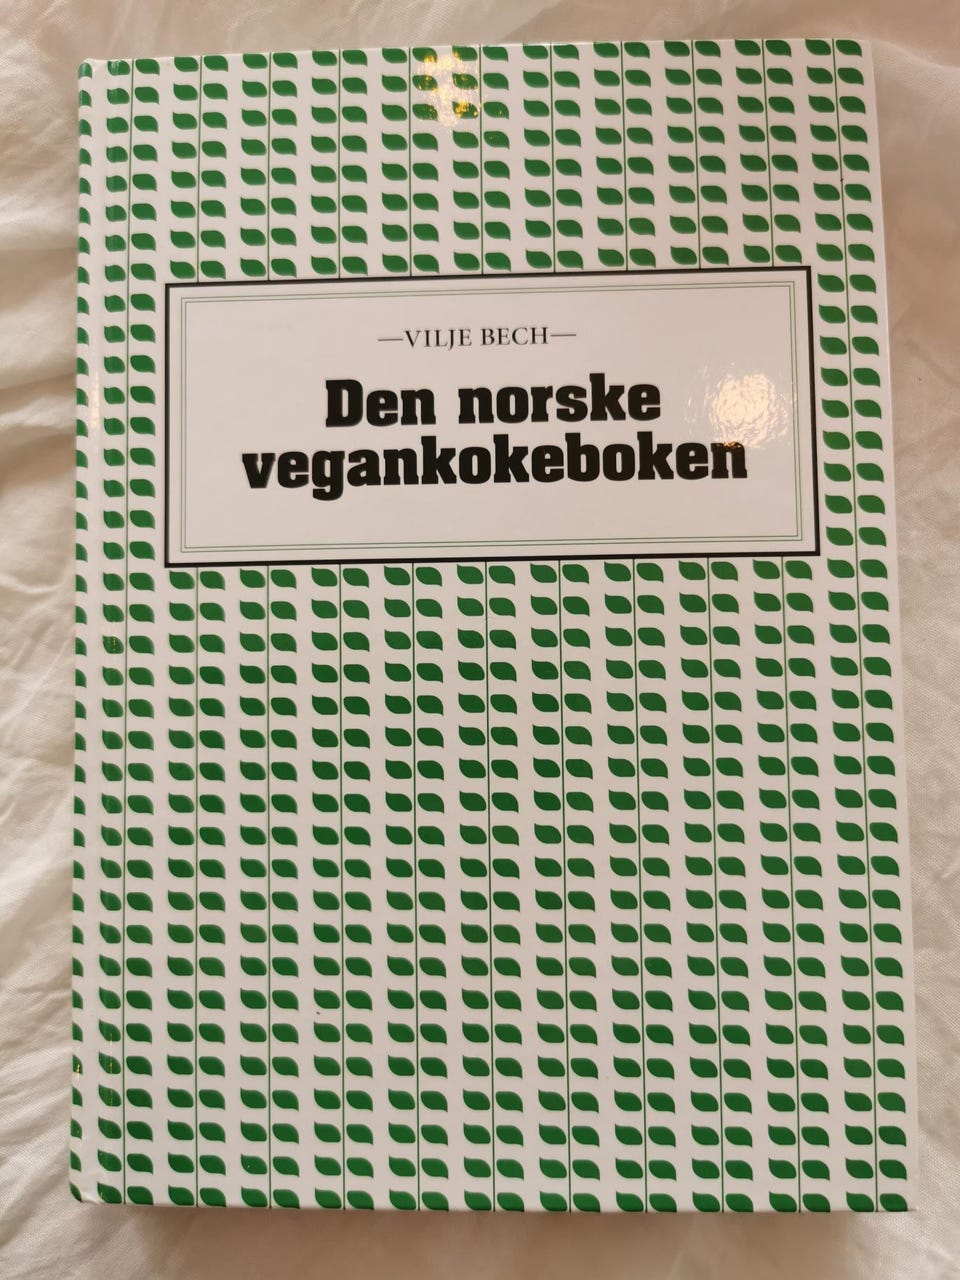 —VILJE BECH—
Den norske
vegankokeboken